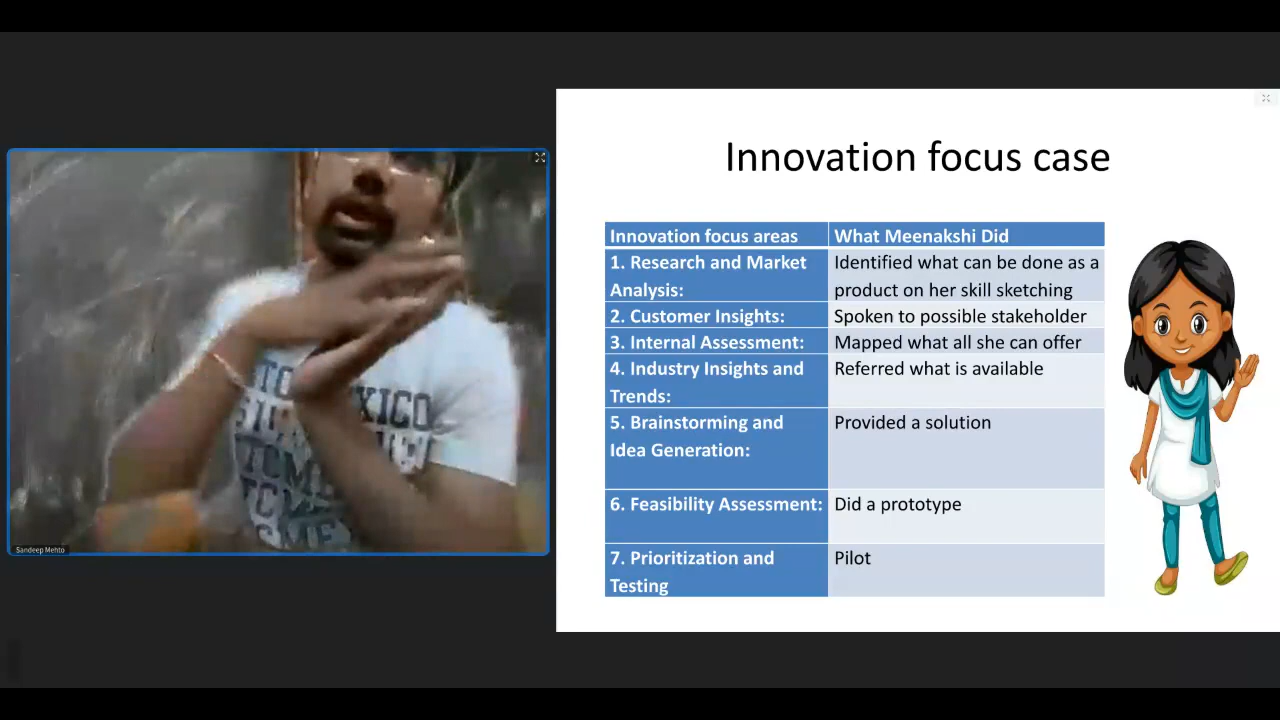 Innovation focus case
Innovation focus areas
What Meenakshi Did
1. Research and Market
Analysis:
Identified what can be done as a
product on her skill sketching
2. Customer Insights:
Spoken to possible stakeholder
3. Internal Assessment:
Mapped what all she can offer
4. Industry Insights and
Trends:
Referred what is available
5. Brainstorming and
Idea Generation:
Provided a solution
6. Feasibility Assessment:
Did a prototype
7. Prioritization and
Testing
Pilot
XICO
Sandeep Mehto